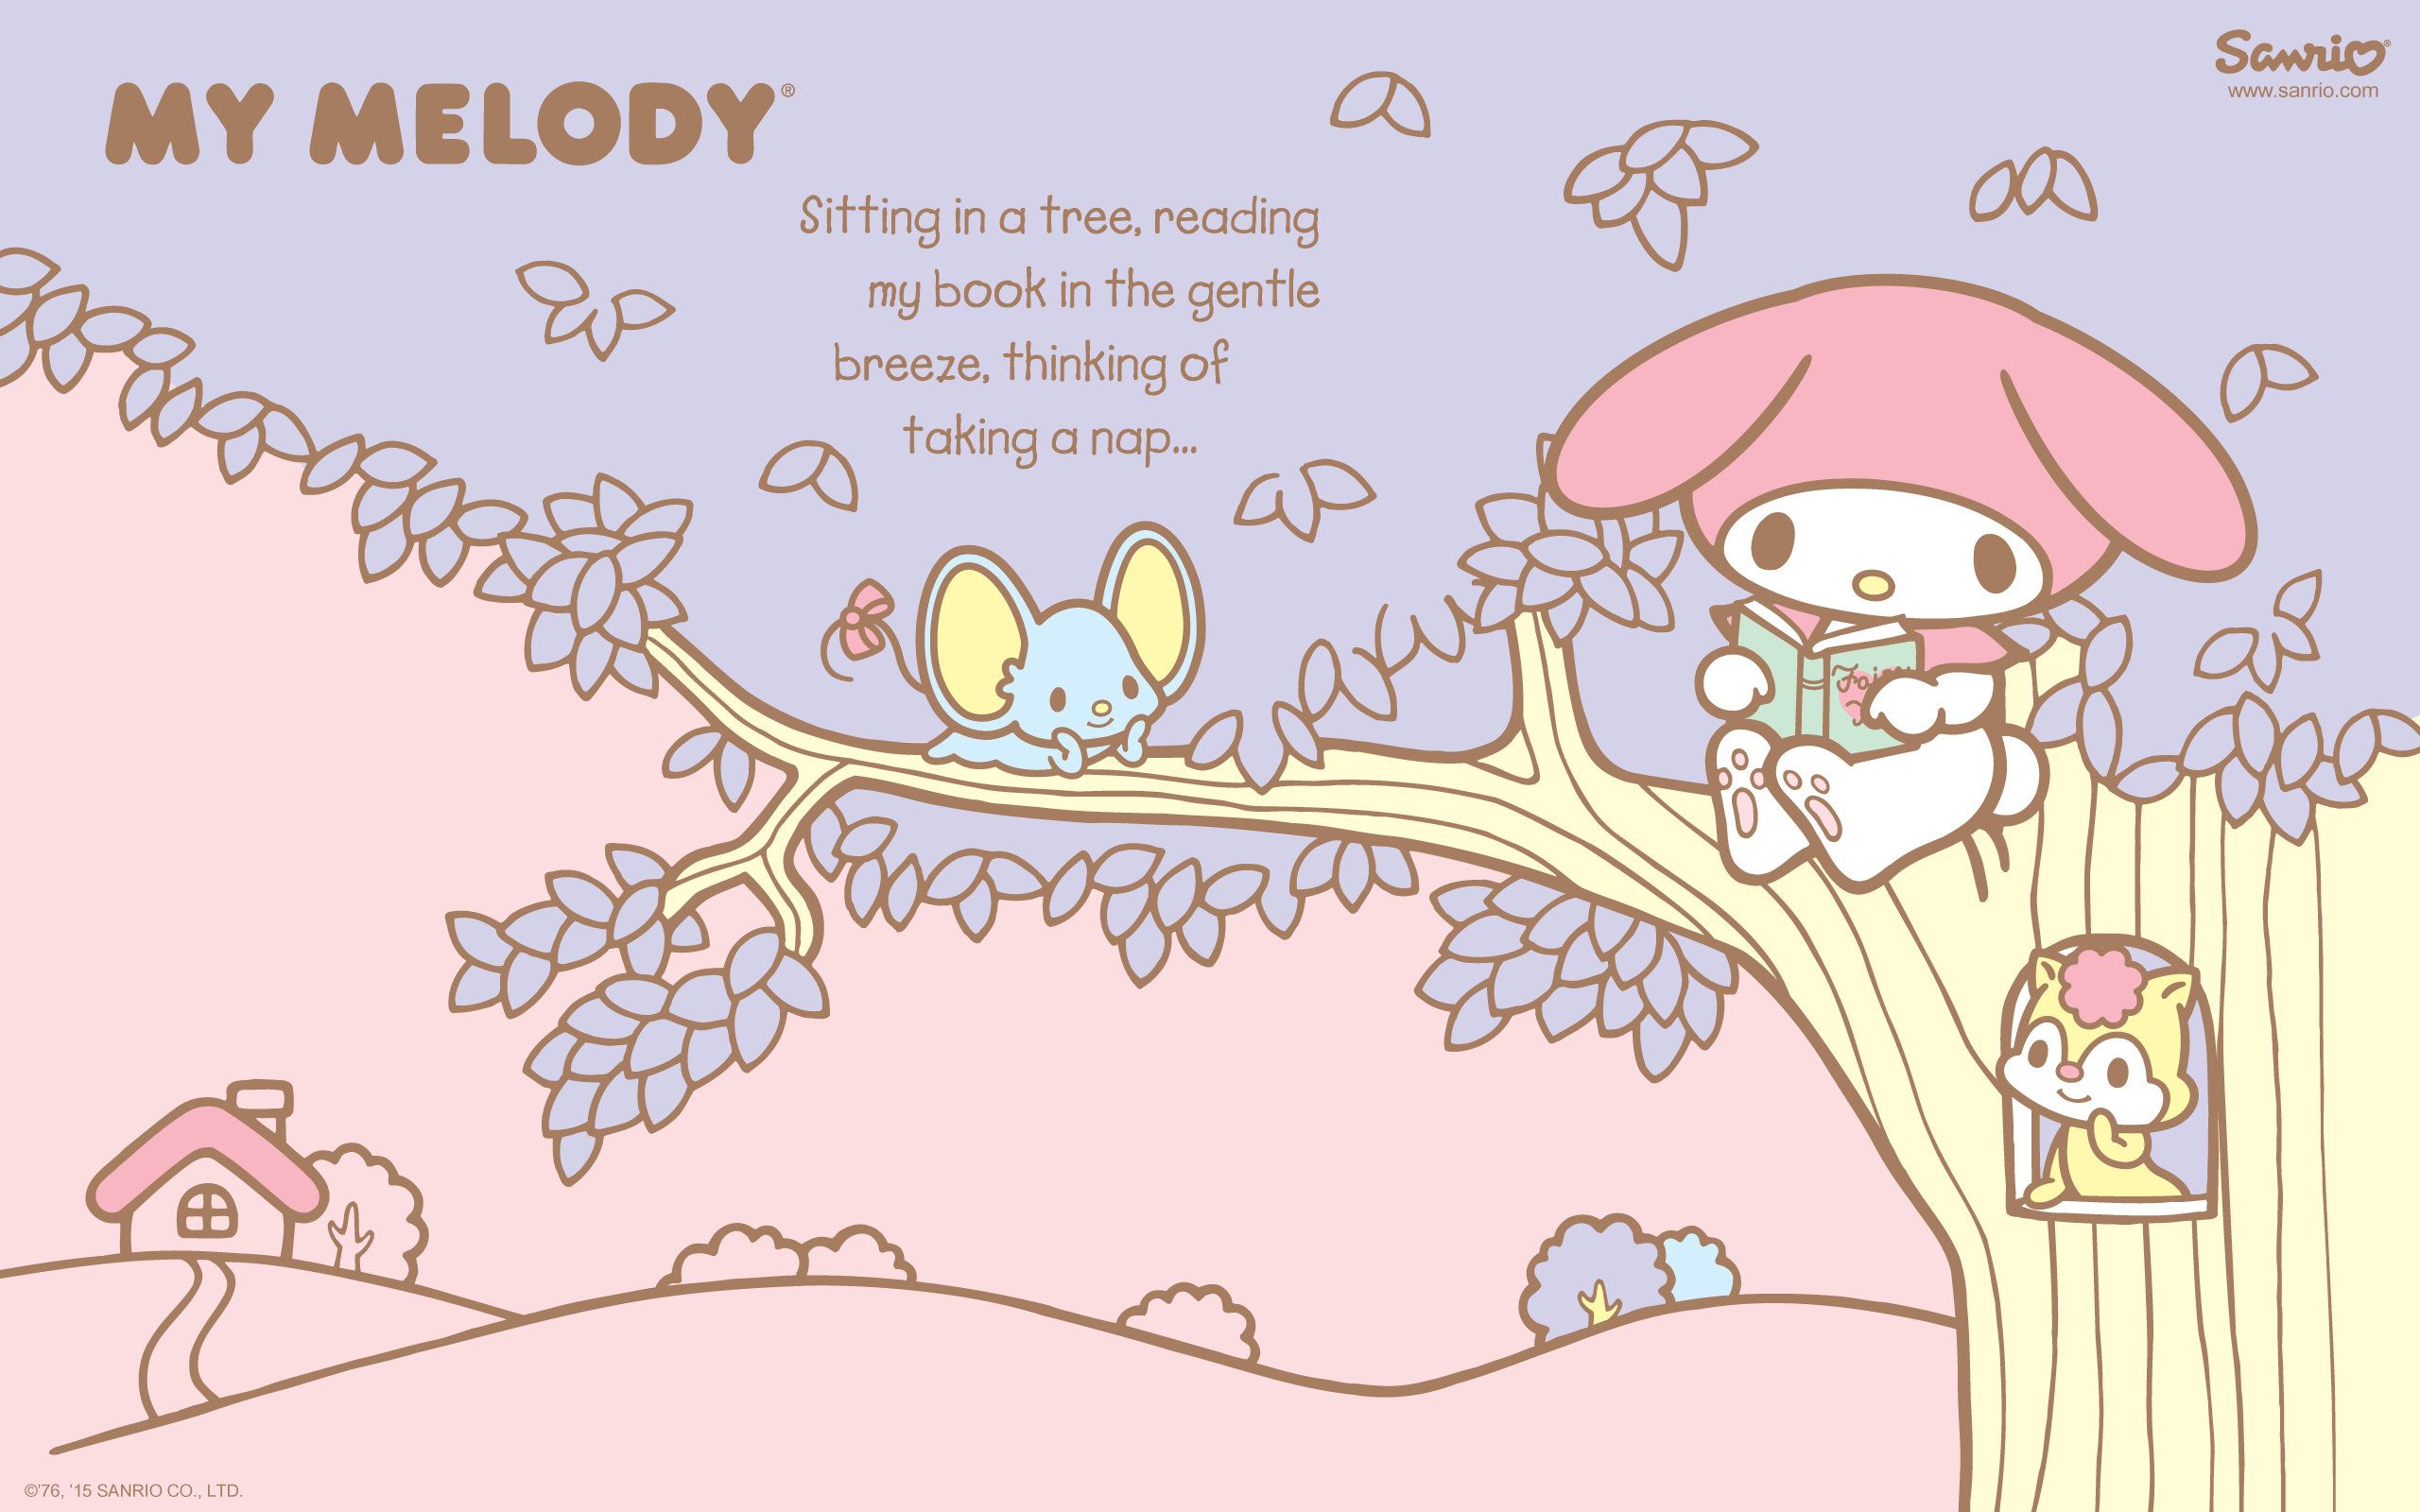 MY MELODY®
Sanrio®
www.sanrio.com
Sitting in a tree, reading
my book in the gentle
breeze, thinking of
taking a nap...
©'76, '15 SANRIO CO., LTD.